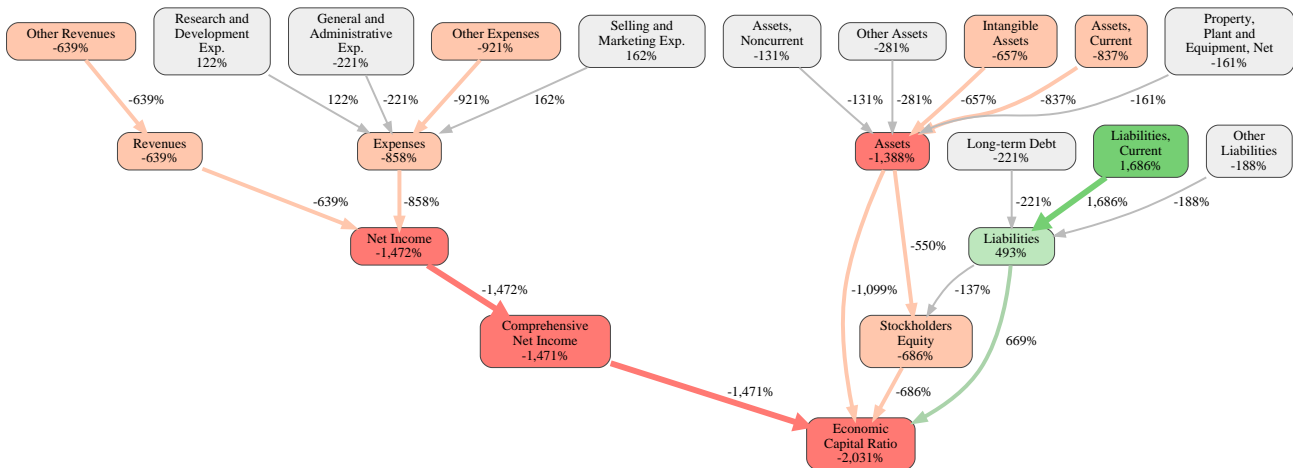 Other Revenues
-639%
Research and
Development
Exp.
122%
General and
Administrative
Exp.
-221%
Other Expenses
-921%
Selling and
Marketing Exp.
162%
Assets,
Noncurrent
-131%
Other Assets
-281%
Intangible
Assets
-657%
Assets,
Current
-837%
Property,
Plant and
Equipment, Net
-161%
-639%
122%
-221%
-921%
162%
-131%
-281%
-657%
-837%
-161%
Revenues
-639%
Expenses
-858%
Assets
-1,388%
Long-term Debt
-221%
Liabilities,
Current
1,686%
Other
Liabilities
-188%
-639%
-858%
-221%
1,686%
-188%
Net Income
-1,472%
-550%
Liabilities
493%
-1,472%
-1,099%
-137%
Comprehensive
Net Income
-1,471%
Stockholders
Equity
-686%
669%
-1,471%
-686%
Economic
Capital Ratio
-2,031%